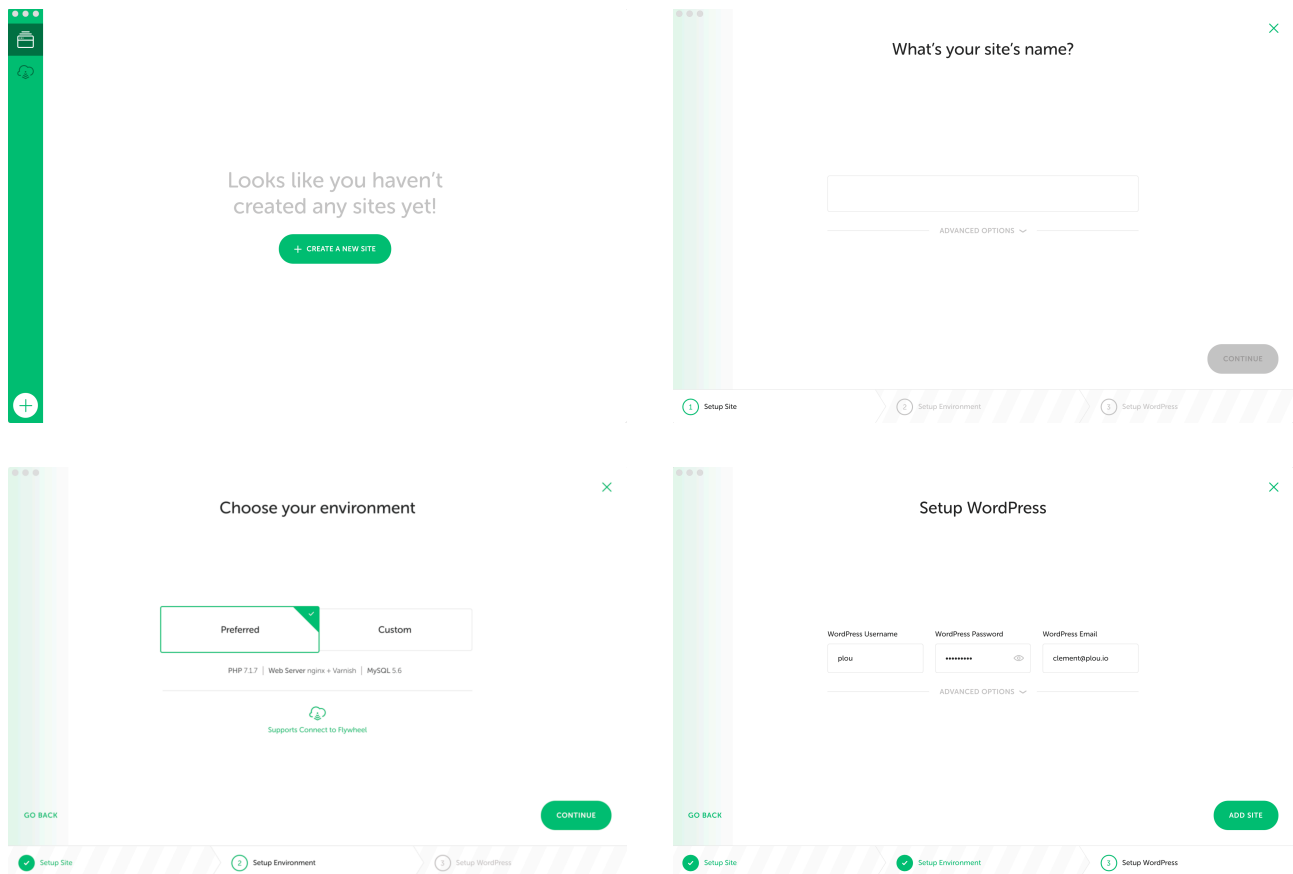 Looks like you haven't
created any sites yet!
+ CREATE A NEW SITE
What's your site's name?
ADVANCED OPTIONS
CONTINUE
1 Setup Site
2 Setup Environment
3 Setup WordPress
Choose your environment
Preferred
Custom
PHP 7.1.7 | Web Server nginx + Varnish | MySQL 5.6
Supports Connect to Flywheel
GO BACK
CONTINUE
Setup Site
2 Setup Environment
3 Setup WordPress
Setup WordPress
WordPress Username
WordPress Password
WordPress Email
plou
•••••••••
clement@plou.io
ADVANCED OPTIONS
GO BACK
ADD SITE
Setup Site
Setup Environment
3 Setup WordPress